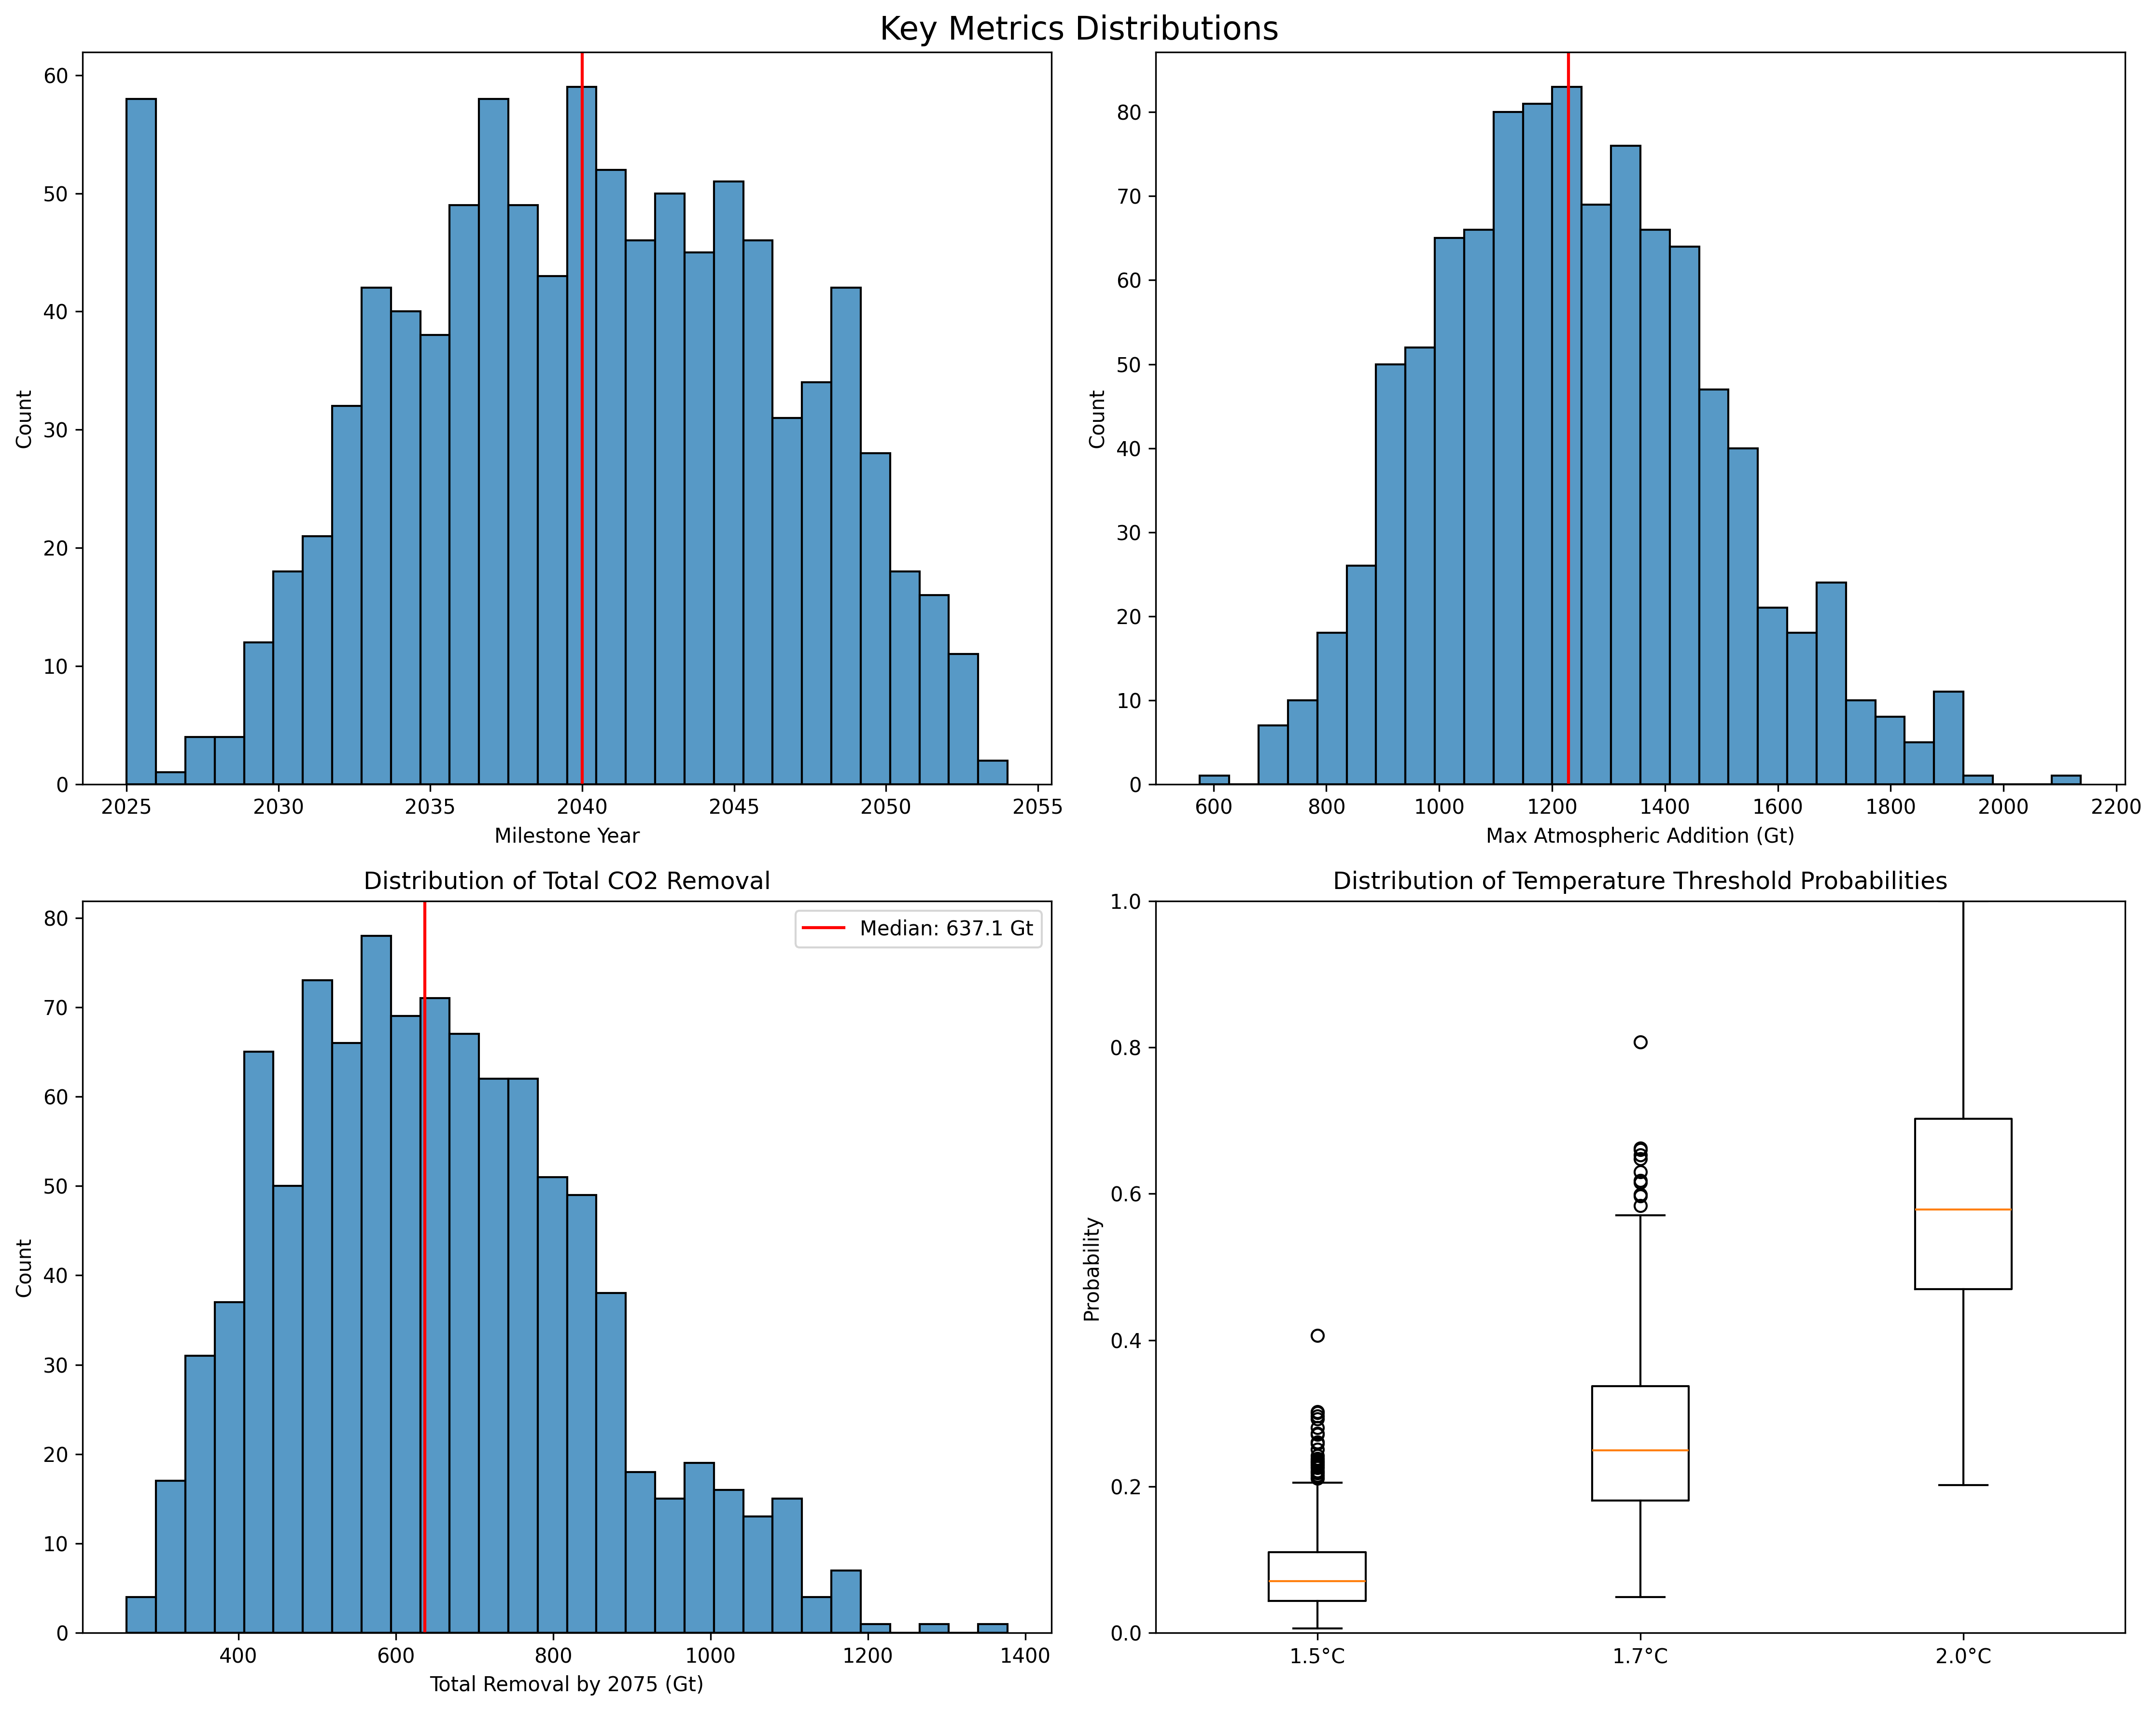 Key Metrics Distributions
60
50
40
30
20
10
0
Count
2025 2030 2035 2040 2045 2050 2055
Milestone Year
80
70
60
50
40
30
20
10
0
Count
600 800 1000 1200 1400 1600 1800 2000 2200
Max Atmospheric Addition (Gt)
Distribution of Total CO2 Removal
Median: 637.1 Gt
80
70
60
50
40
30
20
10
0
Count
400 600 800 1000 1200 1400
Total Removal by 2075 (Gt)
Distribution of Temperature Threshold Probabilities
1.0
0.8
0.6
0.4
0.2
0.0
Probability
1.5°C 1.7°C 2.0°C